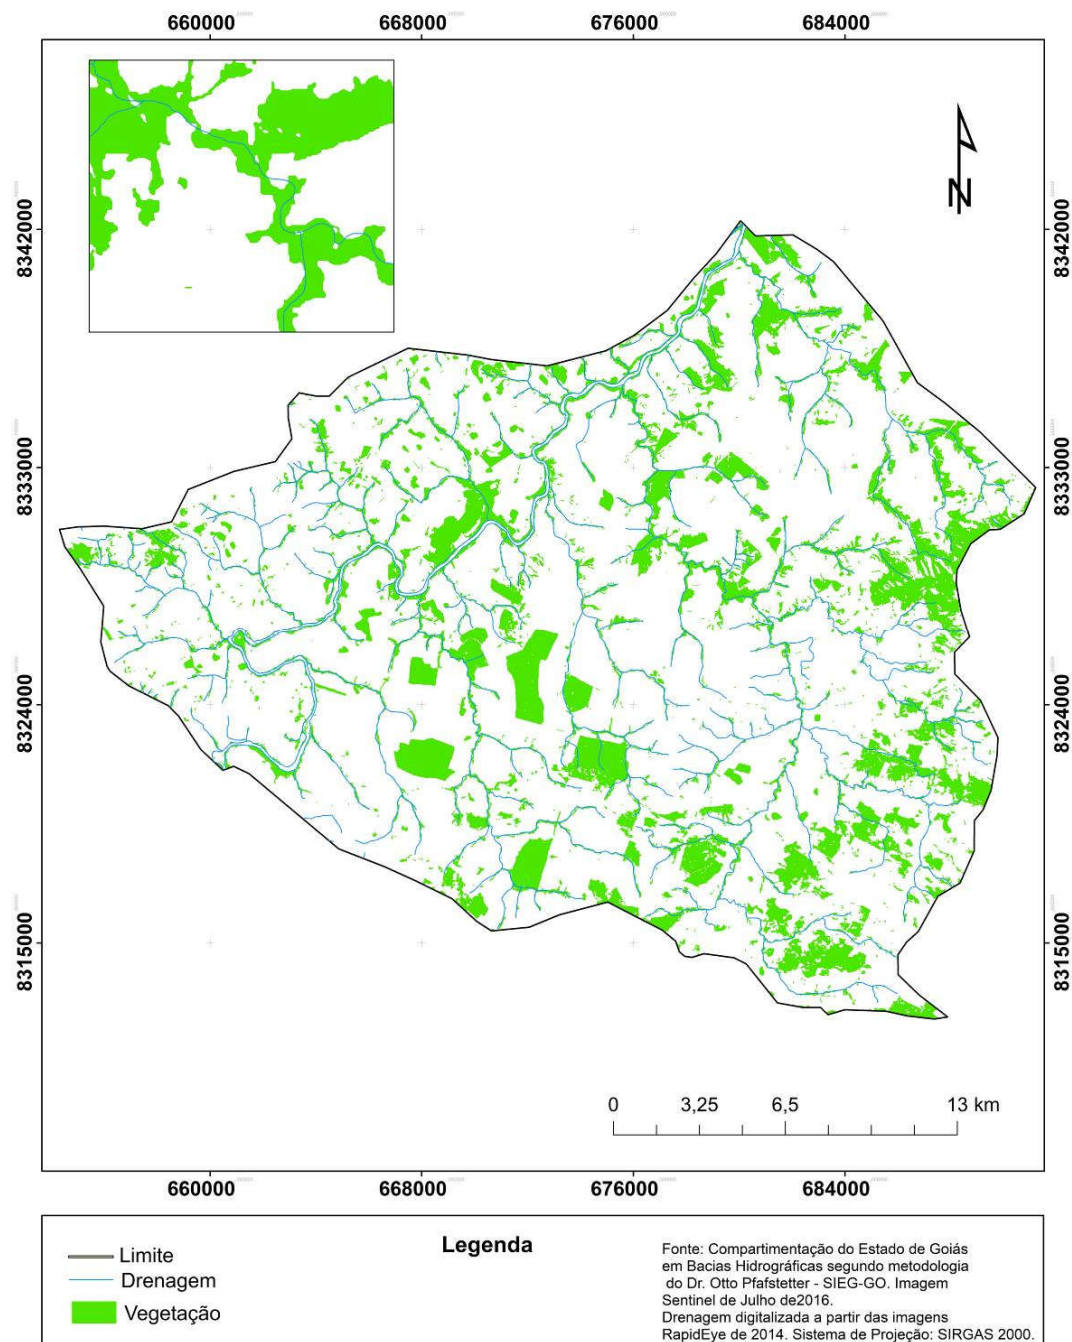 660000 668000 676000 684000
8342000 8342000
N
8333000 8333000
8324000 8324000
8315000 8315000
0 3,25 6,5 13 km
660000 668000 676000 684000
Legenda
Limite
Drenagem
Vegetação
Fonte: Compartimentação do Estado de Goiás
em Bacias Hidrográficas segundo metodologia
do Dr. Otto Pfafstetter - SIEG-GO. Imagem
Sentinel de Julho de2016.
Drenagem digitalizada a partir das imagens
RapidEye de 2014. Sistema de Projeção: SIRGAS 2000.